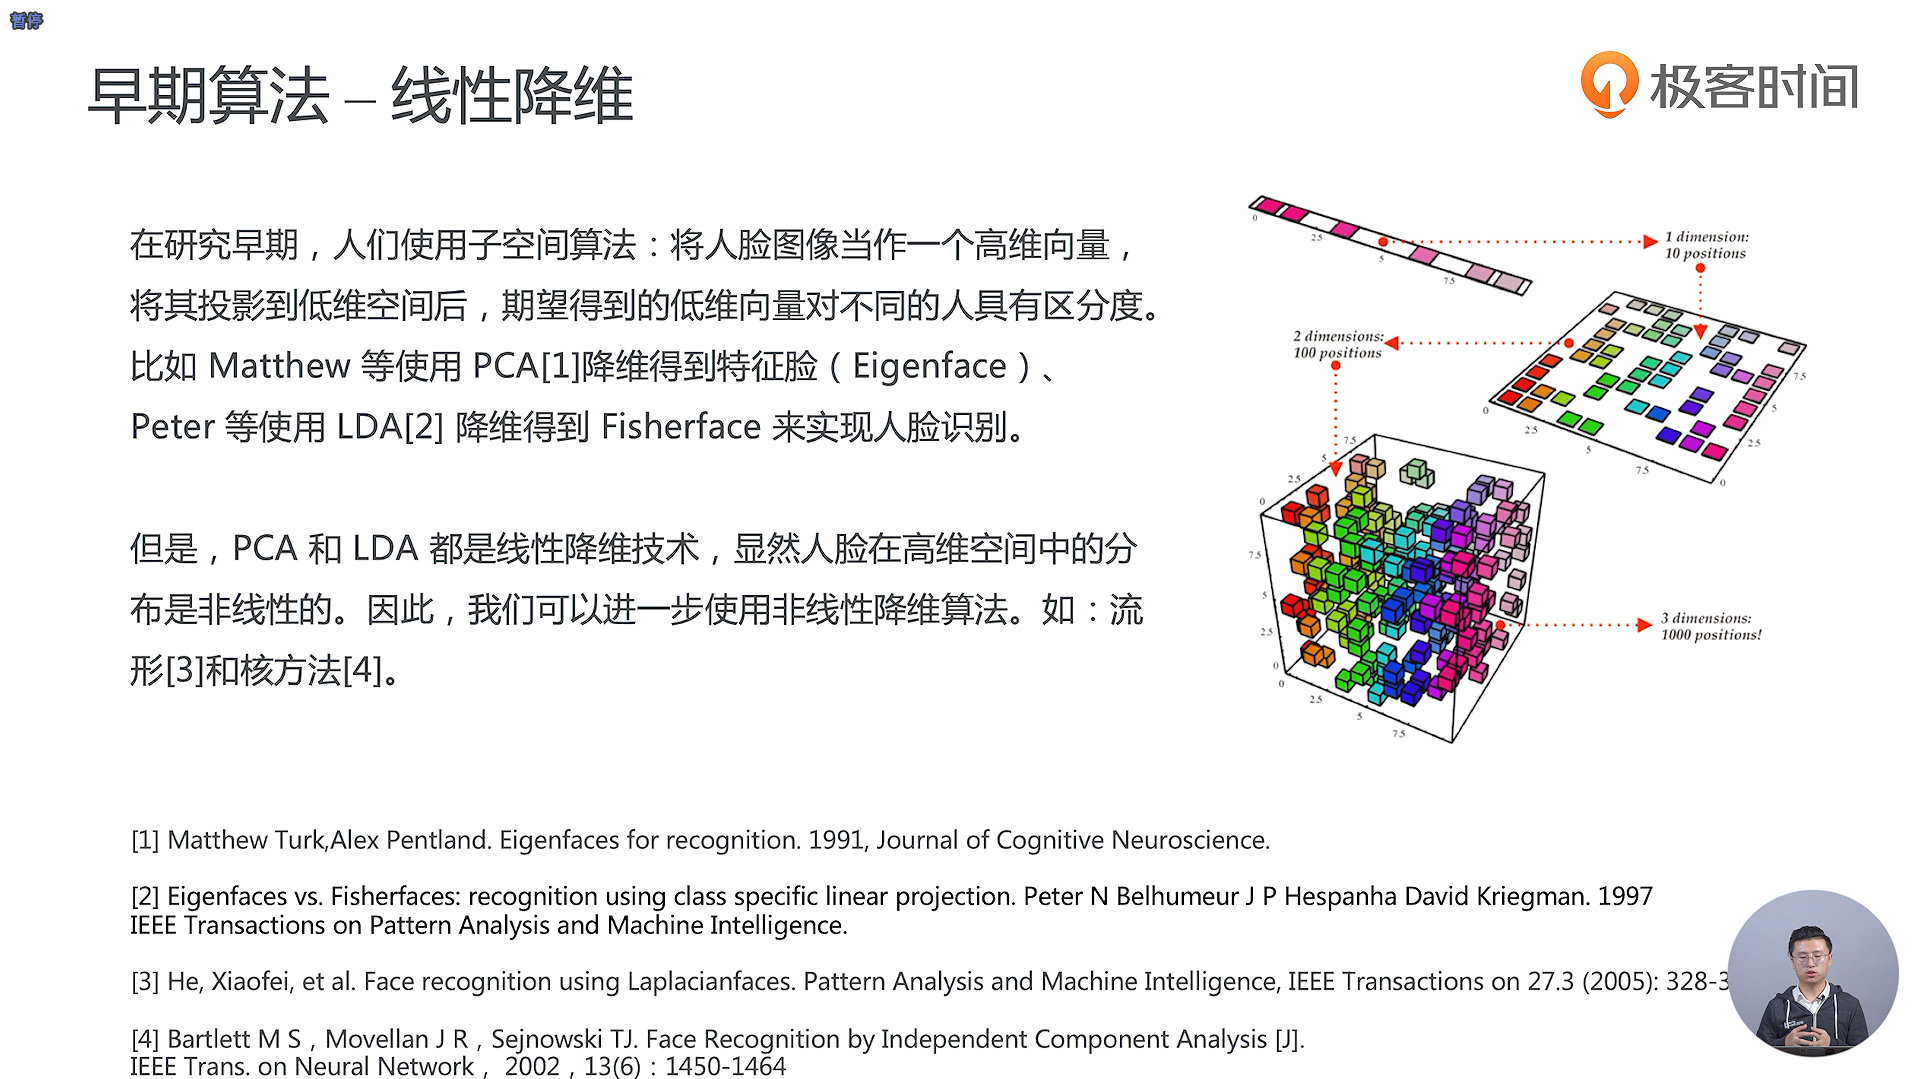 暂停
早期算法 – 线性降维
极客时间
在研究早期，人们使用子空间算法：将人脸图像当作一个高维向量，
将其投影到低维空间后，期望得到的低维向量对不同的人具有区分度。
比如 Matthew 等使用 PCA[1]降维得到特征脸（Eigenface）、
Peter 等使用 LDA[2] 降维得到 Fisherface 来实现人脸识别。
但是，PCA 和 LDA 都是线性降维技术，显然人脸在高维空间中的分
布是非线性的。因此，我们可以进一步使用非线性降维算法。如：流
形[3]和核方法[4]。
0
2.5
5
7.5
1 dimension:
10 positions
2 dimensions:
100 positions
0
2.5
5
7.5
0
2.5
5
7.5
0
2.5
5
7.5
7.5
5
2.5
0
0
2.5
5
7.5
3 dimensions:
1000 positions!
[1] Matthew Turk,Alex Pentland. Eigenfaces for recognition. 1991, Journal of Cognitive Neuroscience.
[2] Eigenfaces vs. Fisherfaces: recognition using class specific linear projection. Peter N Belhumeur J P Hespanha David Kriegman. 1997
IEEE Transactions on Pattern Analysis and Machine Intelligence.
[3] He, Xiaofei, et al. Face recognition using Laplacianfaces. Pattern Analysis and Machine Intelligence, IEEE Transactions on 27.3 (2005): 328-3
[4] Bartlett M S，Movellan J R，Sejnowski TJ. Face Recognition by Independent Component Analysis [J].
IEEE Trans. on Neural Network， 2002，13(6)：1450-1464